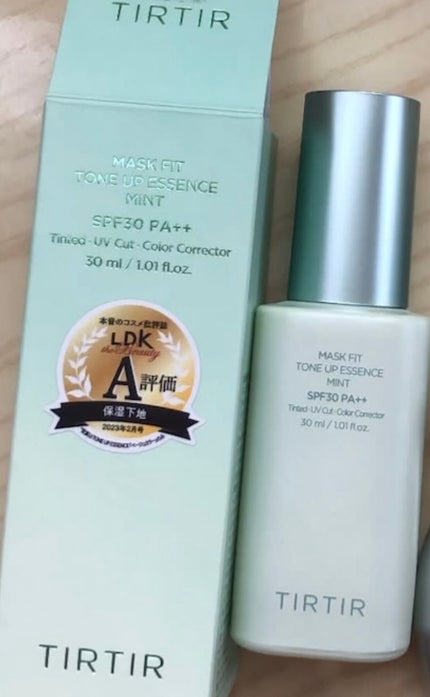 TIRTIR
MASK FIT
TONE UP ESSENCE
MINT
SPF30 PA++
Tinted · UV Cut · Color Corrector
30 ml / 1.01 fl.oz.
本音のコスメ批評誌
LDK
the Beauty
A評価
保湿下地
2023年2月号
TIRTIR
MASK FIT
TONE UP ESSENCE
MINT
SPF30 PA++
Tinted · UV Cut · Color Corrector
30 ml / 1.01 fl.oz.
TIRTIR